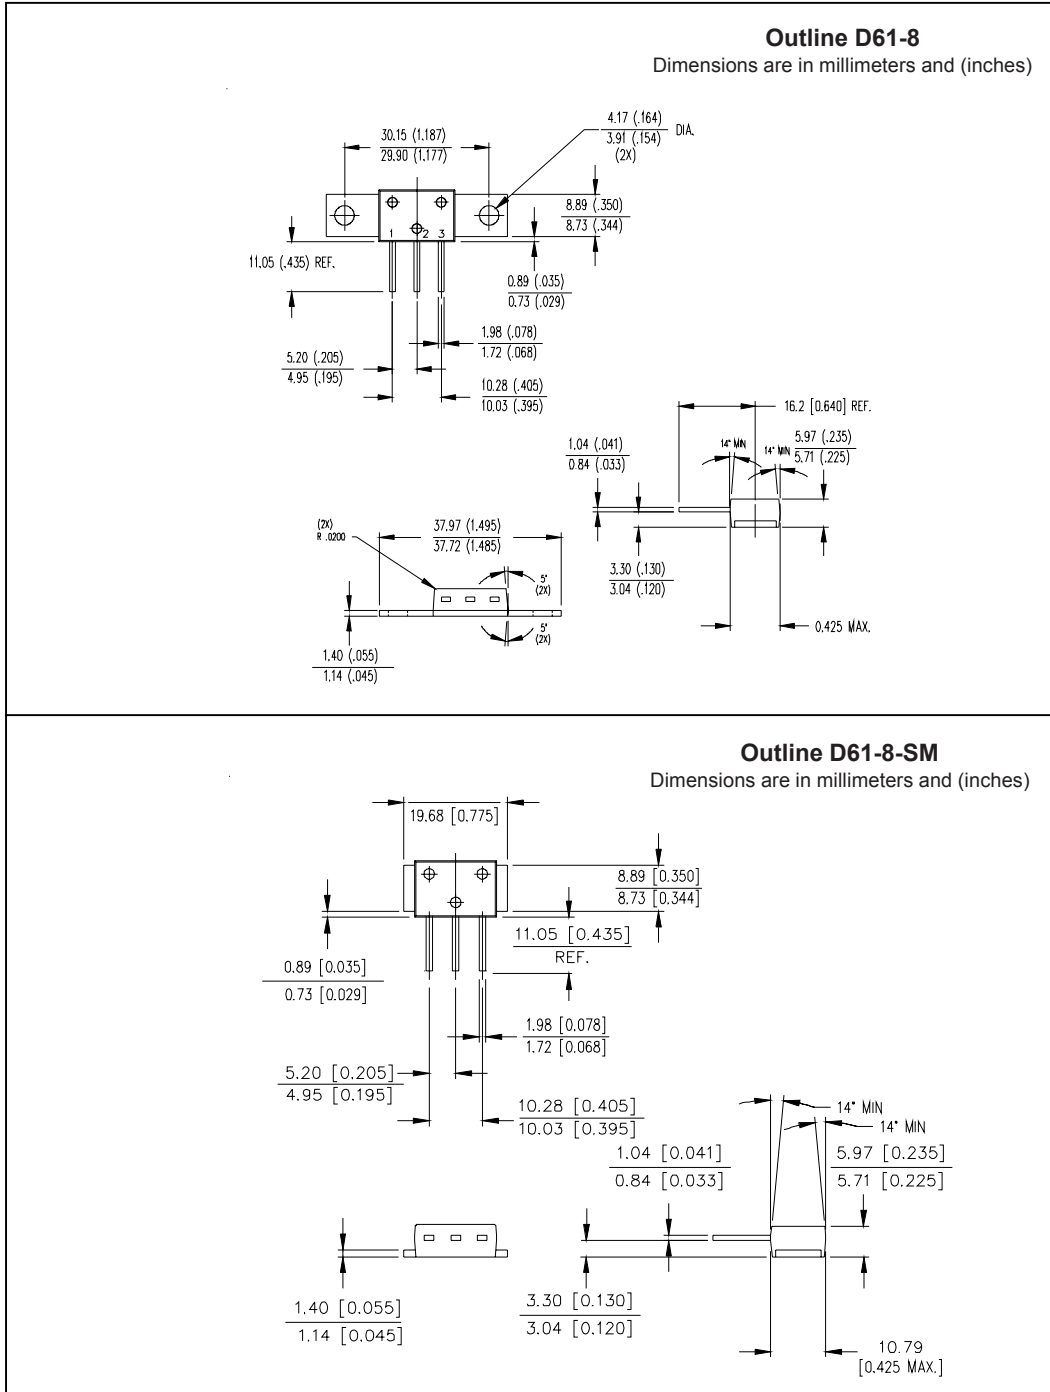 Outline D61-8
Dimensions are in millimeters and (inches)
4.17 (.164)
3.91 (.154)
DIA.
(2X)
30.15 (1.187)
29.90 (1.177)
8.89 (.350)
8.73 (.344)
1 2 3
11.05 (.435) REF.
0.89 (.035)
0.73 (.029)
1.98 (.078)
1.72 (.068)
5.20 (.205)
4.95 (.195)
10.28 (.405)
10.03 (.395)
16.2 [0.640] REF.
1.04 (.041)
0.84 (.033)
14° MIN
14° MIN
5.97 (.235)
5.71 (.225)
(2X)
R .0200
37.97 (1.495)
37.72 (1.485)
5°
(2X)
3.30 (.130)
3.04 (.120)
5°
(2X)
0.425 MAX.
1.40 (.055)
1.14 (.045)
Outline D61-8-SM
Dimensions are in millimeters and (inches)
19.68 [0.775]
8.89 [0.350]
8.73 [0.344]
11.05 [0.435]
REF.
0.89 [0.035]
0.73 [0.029]
1.98 [0.078]
1.72 [0.068]
5.20 [0.205]
4.95 [0.195]
10.28 [0.405]
10.03 [0.395]
14° MIN
14° MIN
1.04 [0.041]
0.84 [0.033]
5.97 [0.235]
5.71 [0.225]
1.40 [0.055]
1.14 [0.045]
3.30 [0.130]
3.04 [0.120]
10.79
[0.425 MAX.]